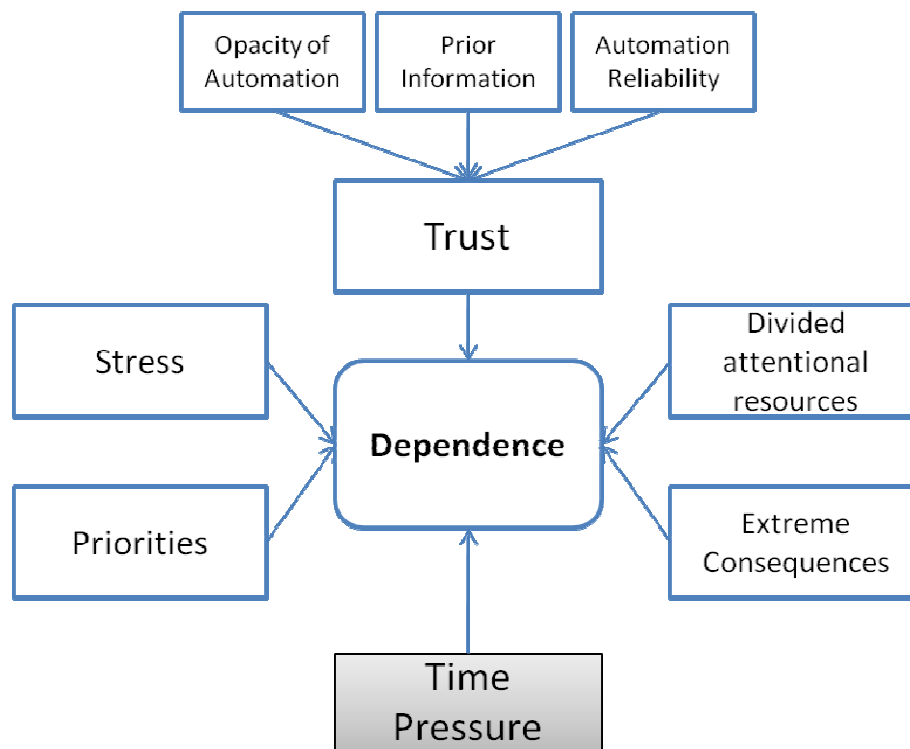 Opacity of
Automation
Prior
Information
Automation
Reliability
Trust
Stress
Divided
attentional
resources
Dependence
Priorities
Extreme
Consequences
Time
Pressure